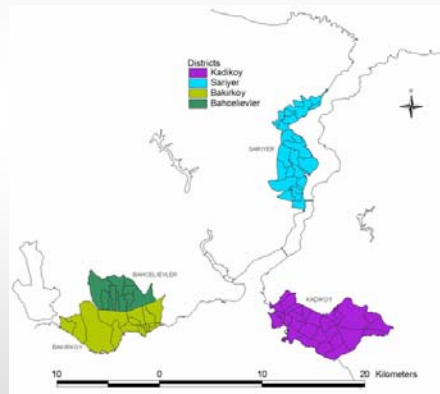 Districts
Kadikoy
Sariyer
Bakirkoy
Bahcelievler
N
SARIYER
BAHCELIEVLER
KADIKOY
BAKIRKOY
10 0 10 20 Kilometers